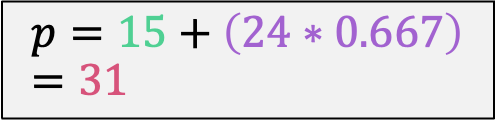 p = 15 + (24 * 0.667)
= 31